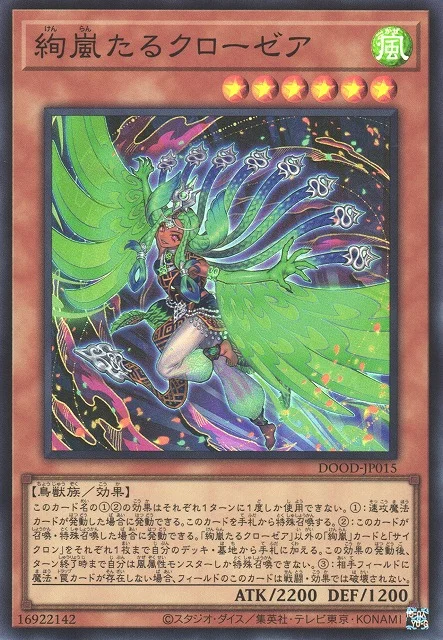 絢嵐たるクローゼア
けん らん
風
かぜ
DOOD-JP015
【鳥獣族/効果】
このカード名の①②の効果はそれぞれ1ターンに1度しか使用できない。①:速攻魔法
カードが発動した場合に発動できる。このカードを手札から特殊召喚する。②:このカードが
召喚・特殊召喚した場合に発動できる。「絢嵐たるクローゼア」以外の「絢嵐」カードと「サイ
クロン」をそれぞれ1枚まで自分のデッキ・墓地から手札に加える。この効果の発動後、
ターン終了時まで自分は風属性モンスターしか特殊召喚できない。③:相手フィールドに
魔法・罠カードが存在しない場合、フィールドのこのカードは戦闘・効果では破壊されない。
ATK/2200 DEF/1200
16922142
©スタジオ・ダイス/集英社・テレビ東京・KONAMI